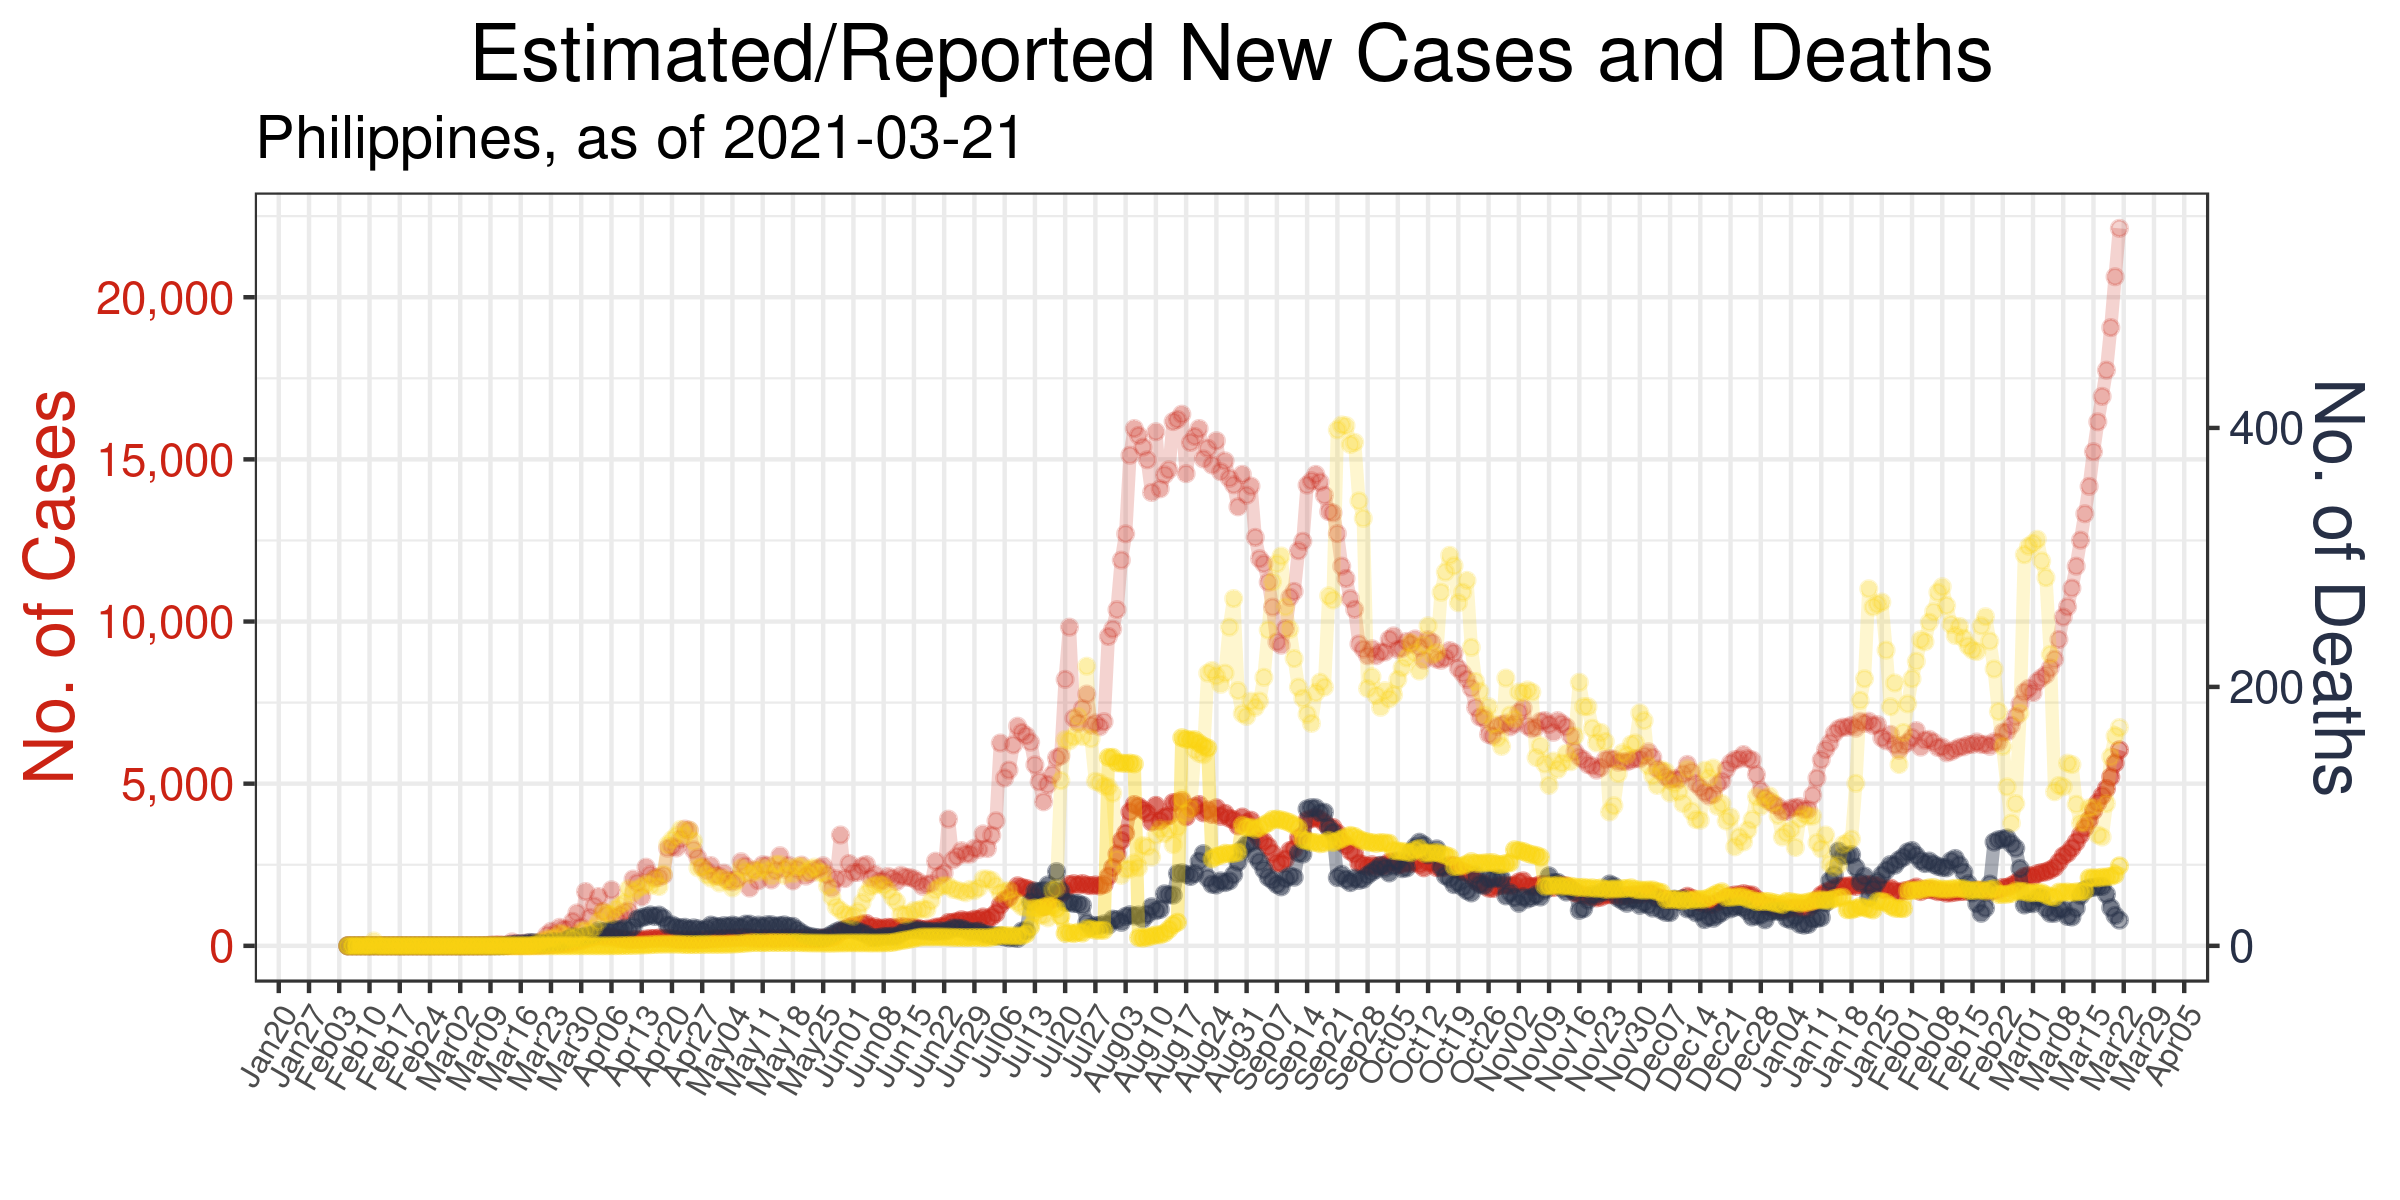 Estimated/Reported New Cases and Deaths
Philippines, as of 2021-03-21
No. of Cases
20,000
15,000
10,000
5,000
0
No. of Deaths
400
200
0
Jan20
Jan27
Feb03
Feb10
Feb17
Feb24
Mar02
Mar09
Mar16
Mar23
Mar30
Apr06
Apr13
Apr20
Apr27
May04
May11
May18
May25
Jun01
Jun08
Jun15
Jun22
Jun29
Jul06
Jul13
Jul20
Jul27
Aug03
Aug10
Aug17
Aug24
Aug31
Sep07
Sep14
Sep21
Sep28
Oct05
Oct12
Oct19
Oct26
Nov02
Nov09
Nov16
Nov23
Nov30
Dec07
Dec14
Dec21
Dec28
Jan04
Jan11
Jan18
Jan25
Feb01
Feb08
Feb15
Feb22
Mar01
Mar08
Mar15
Mar22
Mar29
Apr05